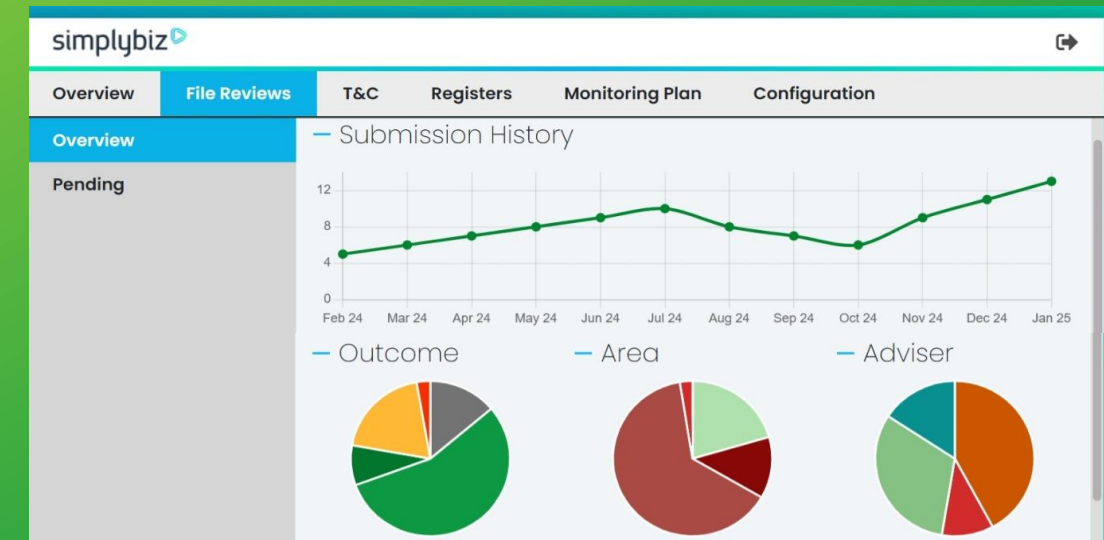 simplybiz
Overview File Reviews T&C Registers Monitoring Plan Configuration
Overview
Pending
Submission History
12
8
4
0
Feb 24 Mar 24 Apr 24 May 24 Jun 24 Jul 24 Aug 24 Sep 24 Oct 24 Nov 24 Dec 24 Jan 25
Outcome Area Adviser